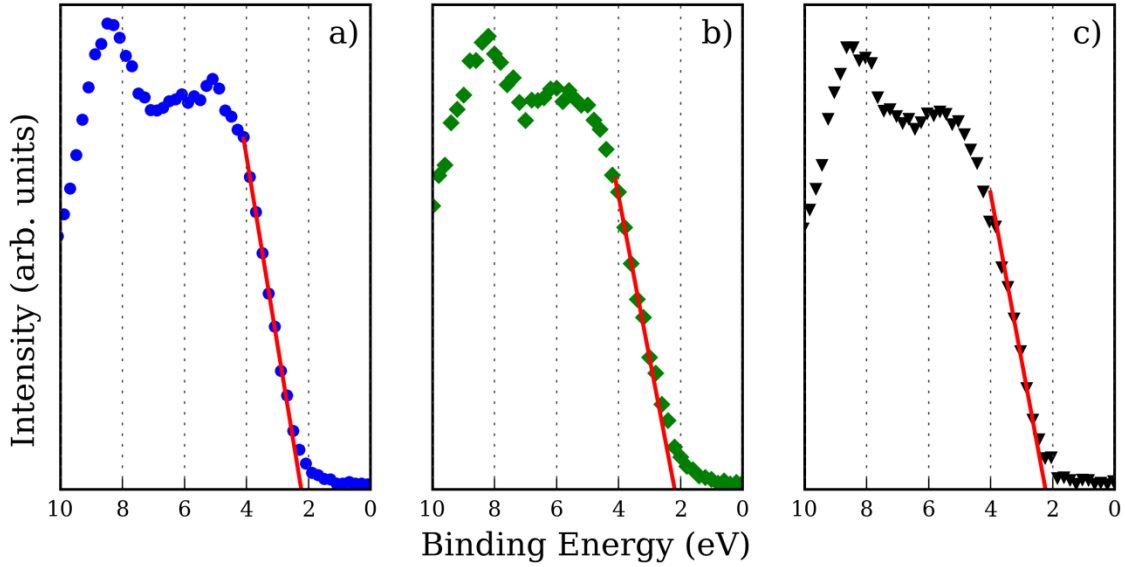 a)
b)
c)
Intensity (arb. units)
10 8 6 4 2 0
10 8 6 4 2 0
10 8 6 4 2 0
Binding Energy (eV)